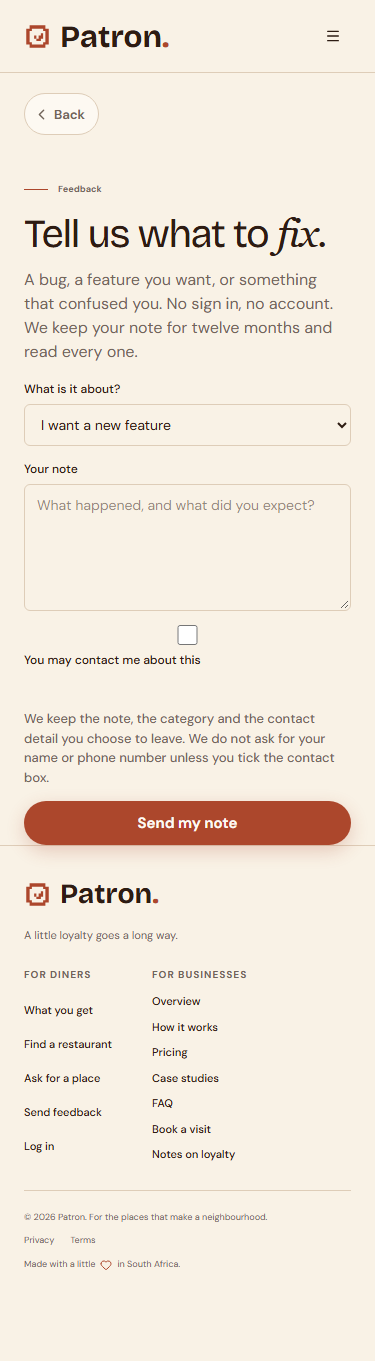 Patron.
Back
Feedback
Tell us what to fix.
A bug, a feature you want, or something
that confused you. No sign in, no account.
We keep your note for twelve months and
read every one.
What is it about?
I want a new feature
Your note
What happened, and what did you expect?
You may contact me about this
We keep the note, the category and the contact
detail you choose to leave. We do not ask for your
name or phone number unless you tick the contact
box.
Send my note
Patron.
A little loyalty goes a long way.
FOR DINERS
What you get
Find a restaurant
Ask for a place
Send feedback
Log in
FOR BUSINESSES
Overview
How it works
Pricing
Case studies
FAQ
Book a visit
Notes on loyalty
© 2026 Patron. For the places that make a neighbourhood.
Privacy Terms
Made with a little in South Africa.